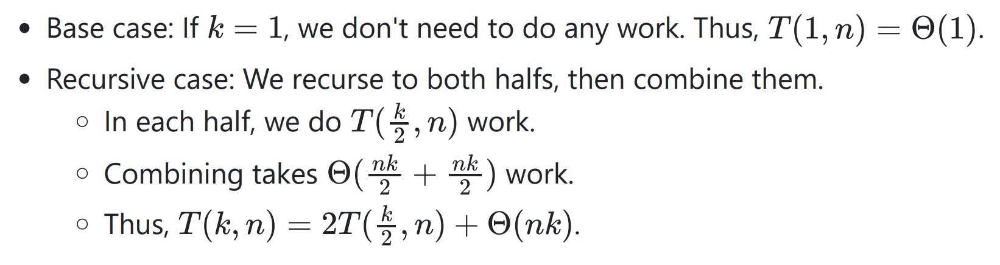 • Base case: If $k = 1$, we don't need to do any work. Thus, $T(1, n) = \Theta(1)$.
• Recursive case: We recurse to both halfs, then combine them.
◦ In each half, we do $T(\frac{k}{2}, n)$ work.
◦ Combining takes $\Theta(\frac{nk}{2} + \frac{nk}{2})$ work.
◦ Thus, $T(k, n) = 2T(\frac{k}{2}, n) + \Theta(nk)$.